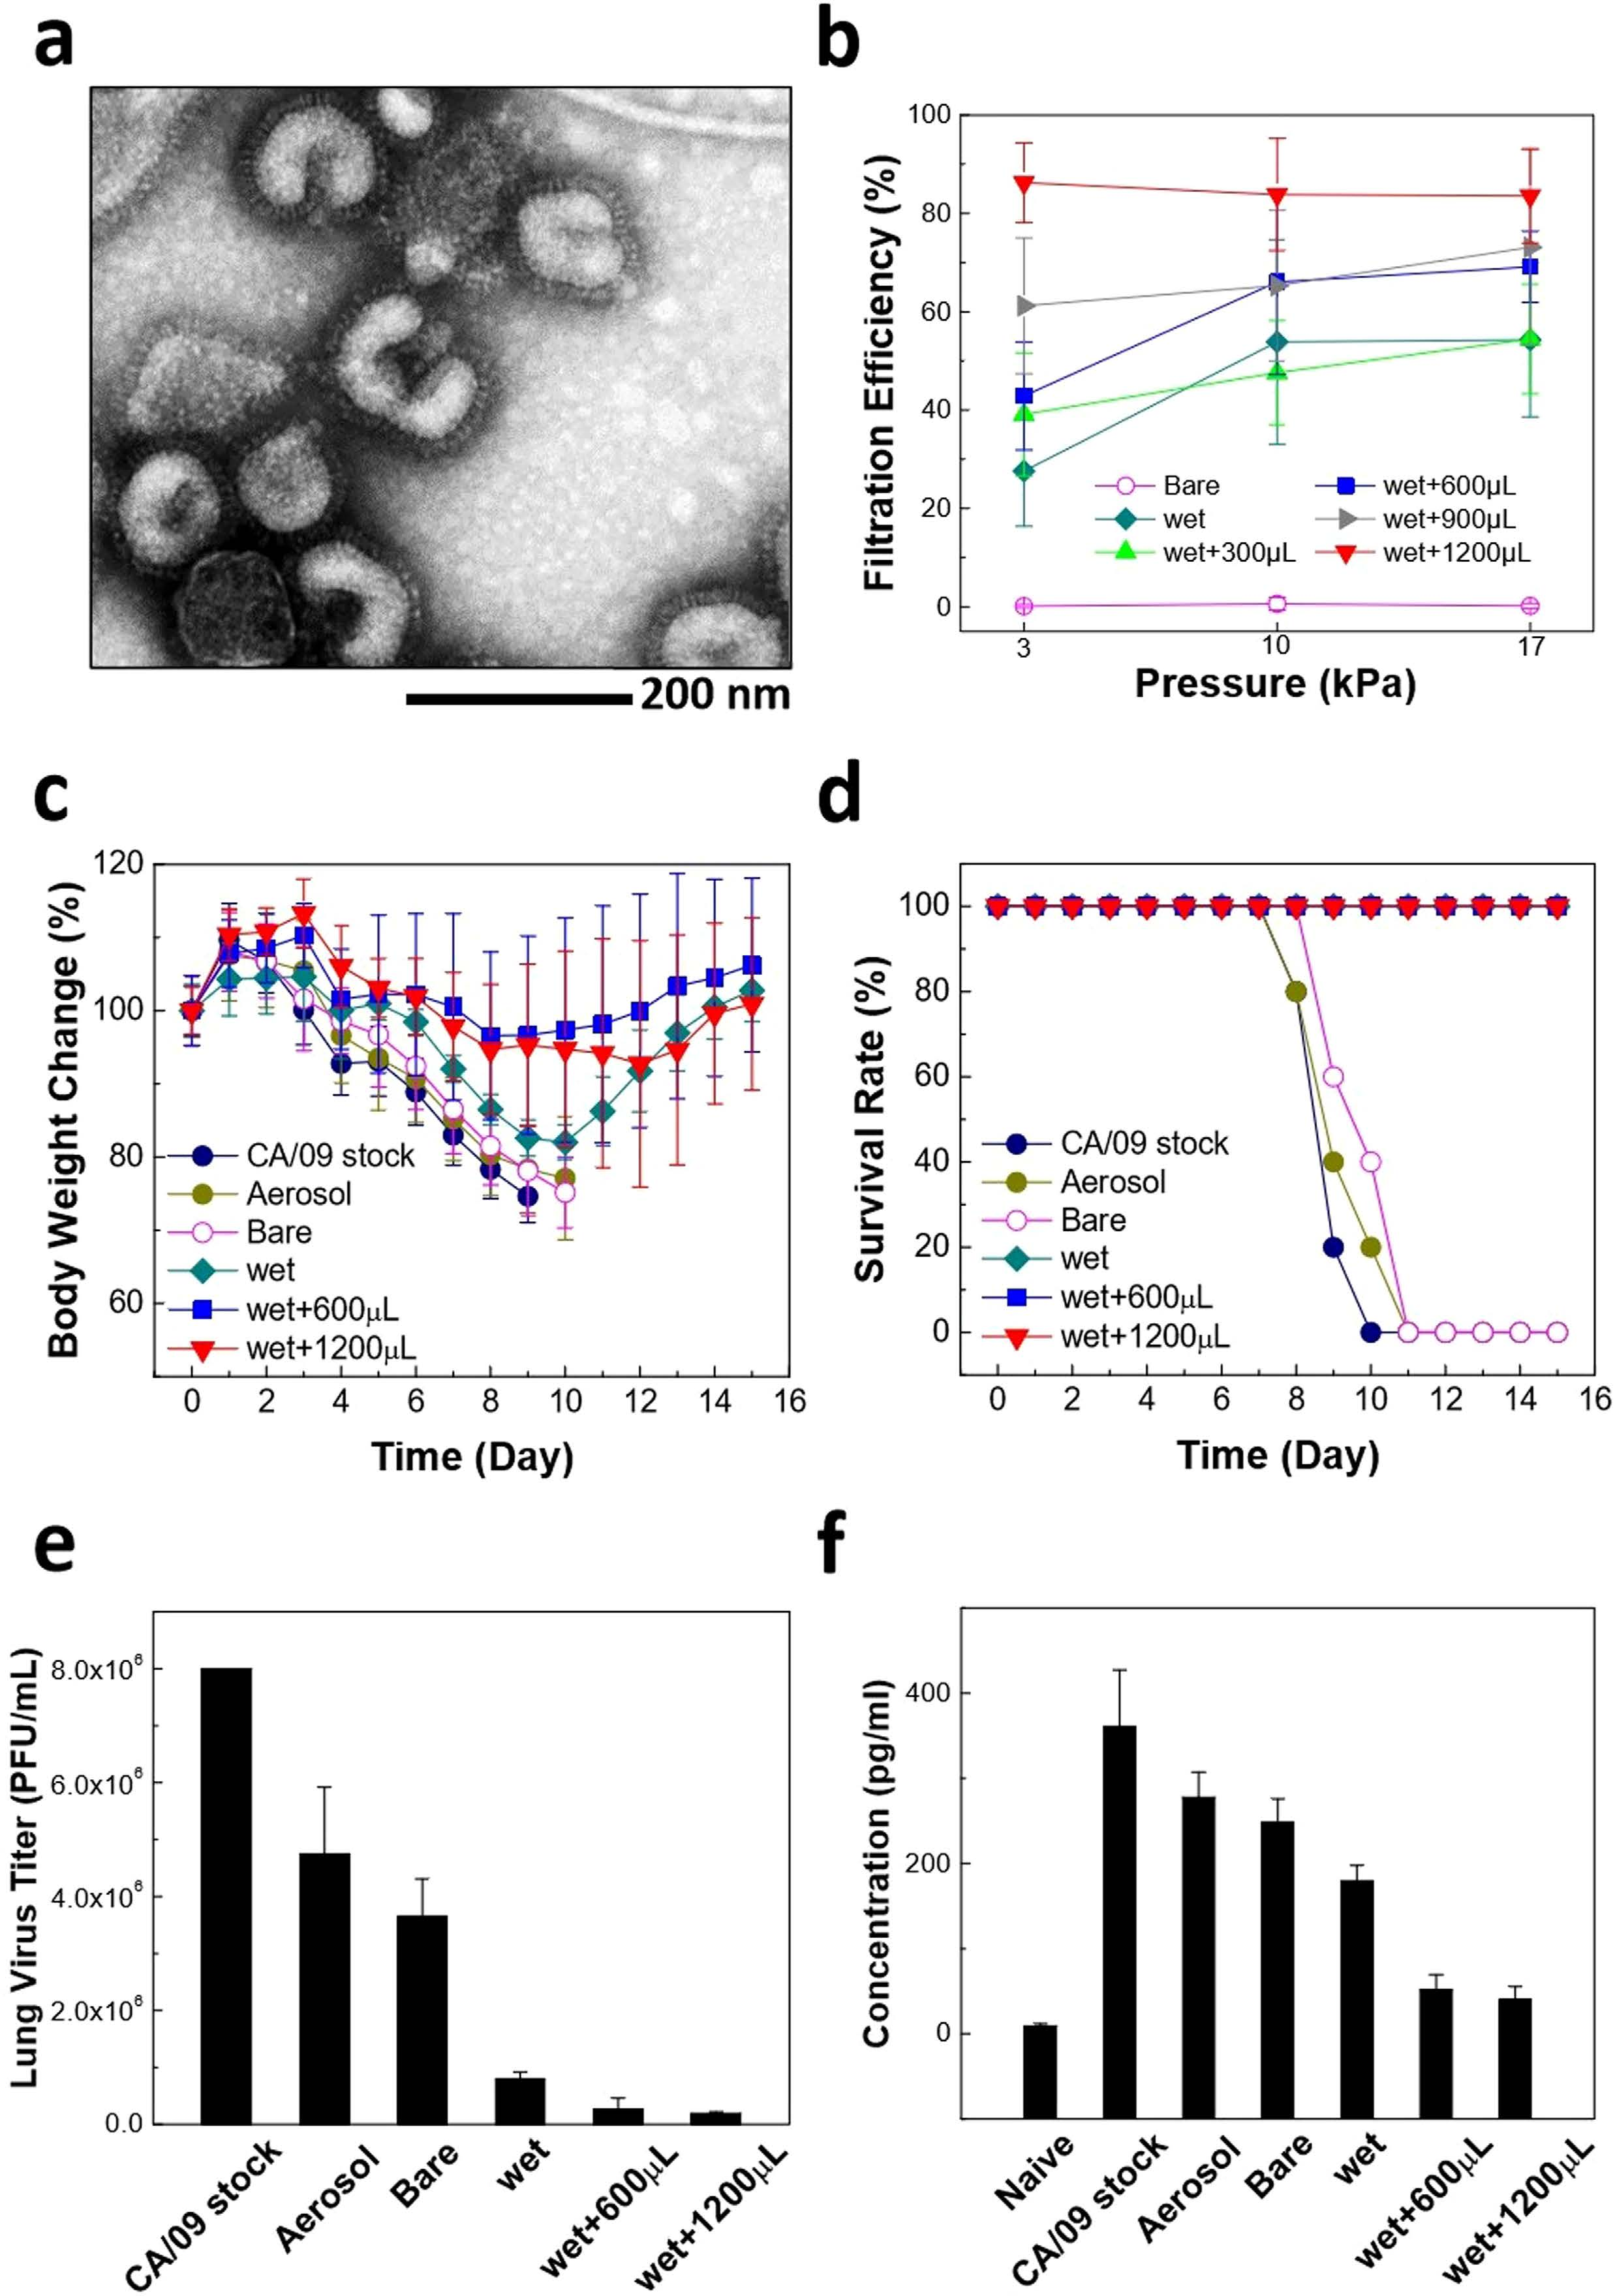 a
200 nm
b
Filtration Efficiency (%)
100
80
60
40
20
0
Bare
wet
wet+300µL
wet+600µL
wet+900µL
wet+1200µL
3
10
17
Pressure (kPa)
c
Body Weight Change (%)
120
100
80
60
CA/09 stock
Aerosol
Bare
wet
wet+600µL
wet+1200µL
0 2 4 6 8 10 12 14 16
Time (Day)
d
Survival Rate (%)
100
80
60
40
20
0
CA/09 stock
Aerosol
Bare
wet
wet+600µL
wet+1200µL
0 2 4 6 8 10 12 14 16
Time (Day)
e
Lung Virus Titer (PFU/mL)
8.0x10⁶
6.0x10⁶
4.0x10⁶
2.0x10⁶
0.0
CA/09 stock
Aerosol
Bare
wet
wet+600µL
wet+1200µL
f
Concentration (pg/ml)
400
200
0
Naive
CA/09 stock
Aerosol
Bare
wet
wet+600µL
wet+1200µL